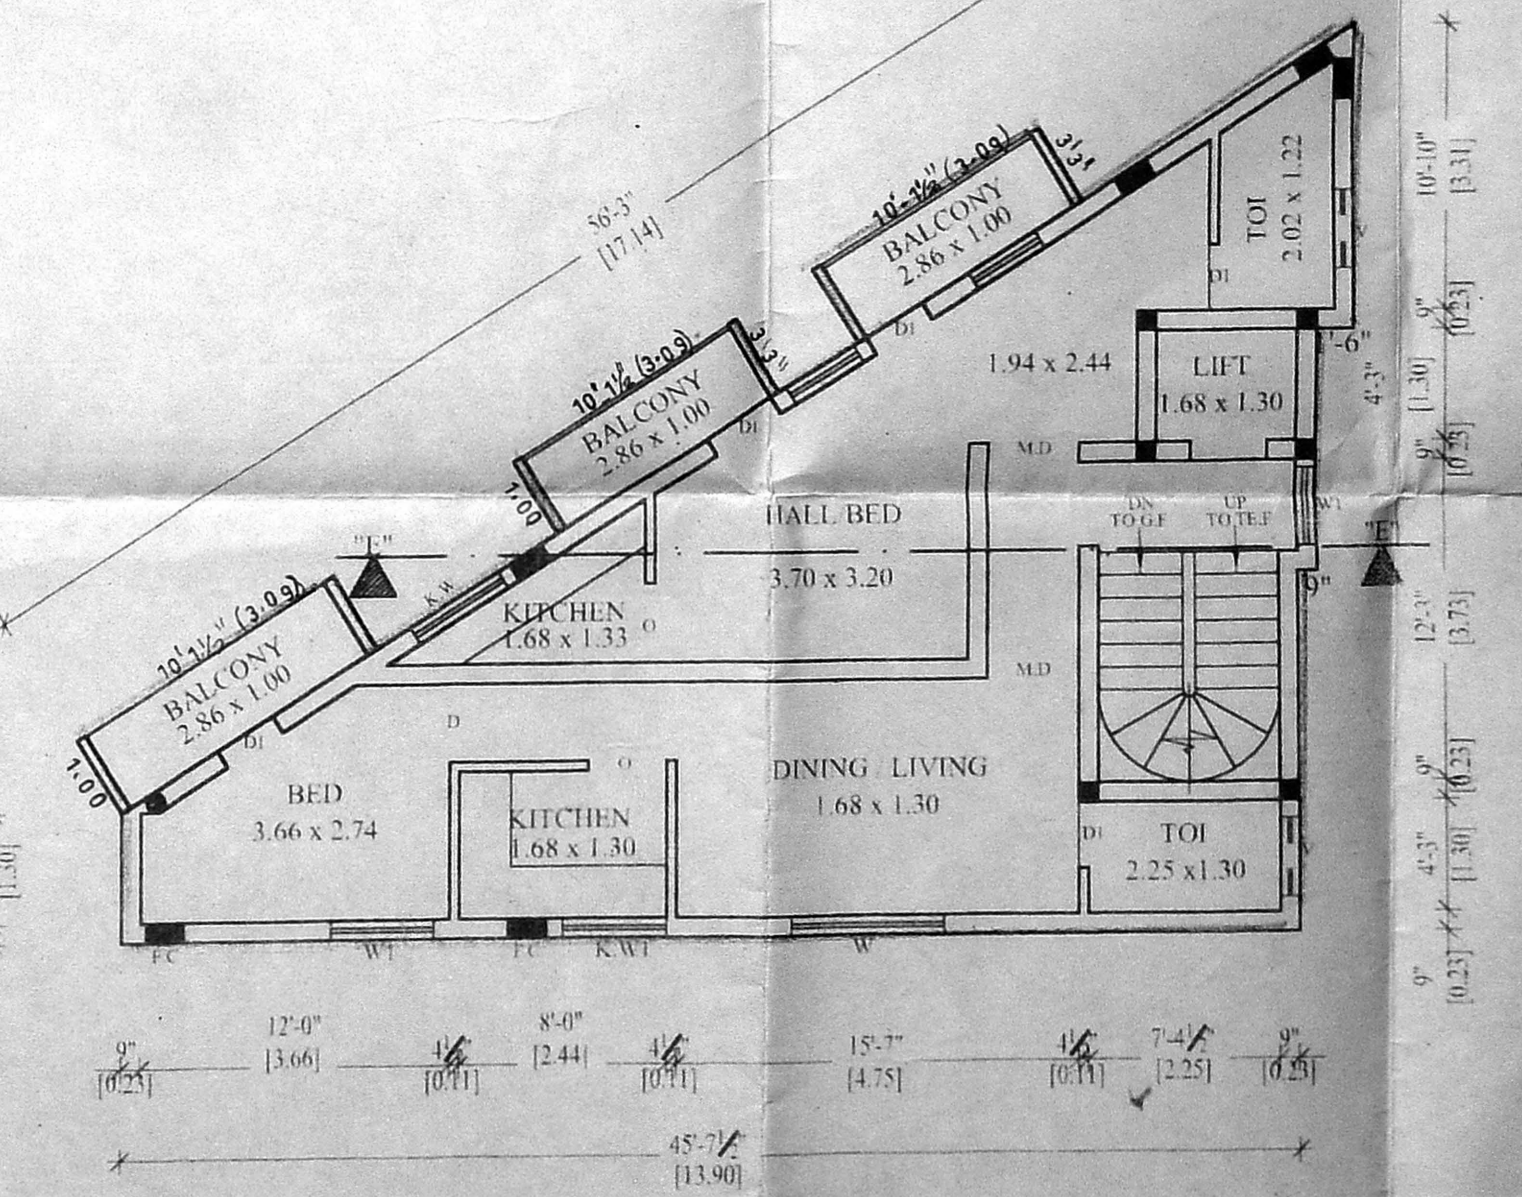 56'-3"
[17.14]
10'-1½" (3.09)
3'3"
BALCONY
2.86 x 1.00
10'-1½" (3.09)
3'3"
BALCONY
2.86 x 1.00
1.00
10'1½" (3.09)
BALCONY
2.86 x 1.00
1.00
TOI
2.02 x 1.22
D1
D1
D1
D1
1.94 x 2.44
LIFT
1.68 x 1.30
M.D
HALL BED
3.70 x 3.20
DN
TO G.F
UP
TO TE.F
W1
"E"
"E"
9"
K.W
KITCHEN
1.68 x 1.33
O
M.D
D
BED
3.66 x 2.74
O
KITCHEN
1.68 x 1.30
DINING / LIVING
1.68 x 1.30
D1
TOI
2.25 x1.30
F.C
W1
F.C
K.W1
W
10'-10"
[3.31]
9"
[0.23]
4'-3"
[1.30]
9"
[0.23]
12'-3"
[3.73]
9"
[0.23]
4'-3"
[1.30]
9"
[0.23]
[1.30]
9"
[0.23]
12'-0"
[3.66]
4½"
[0.11]
8'-0"
[2.44]
4½"
[0.11]
15'-7"
[4.75]
4½"
[0.11]
7'-4½"
[2.25]
9"
[0.23]
45'-7½"
[13.90]